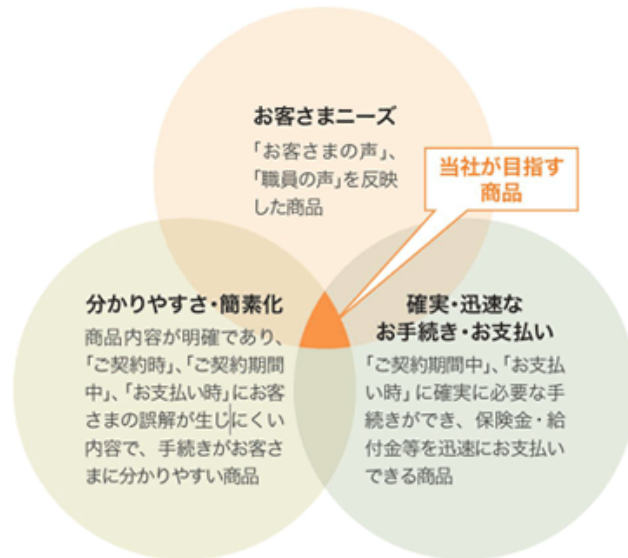 お客さまニーズ
「お客さまの声」、
「職員の声」を反映
した商品
当社が目指す
商品
分かりやすさ・簡素化
商品内容が明確であり、
「ご契約時」、「ご契約期間
中」、「お支払い時」にお客
さまの誤解が生じにくい
内容で、手続きがお客さ
まに分かりやすい商品
確実・迅速な
お手続き・お支払い
「ご契約期間中」、「お支払
い時」に確実に必要な手
続きができ、保険金・給
付金等を迅速にお支払い
できる商品